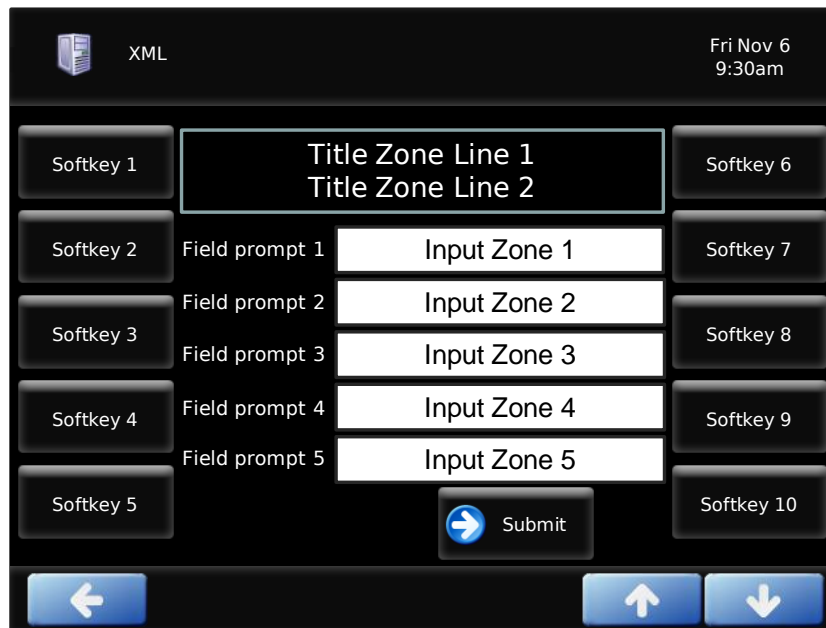 XML
Fri Nov 6
9:30am
Title Zone Line 1
Title Zone Line 2
Softkey 1
Softkey 2
Softkey 3
Softkey 4
Softkey 5
Field prompt 1 Input Zone 1
Field prompt 2 Input Zone 2
Field prompt 3 Input Zone 3
Field prompt 4 Input Zone 4
Field prompt 5 Input Zone 5
Submit
Softkey 6
Softkey 7
Softkey 8
Softkey 9
Softkey 10